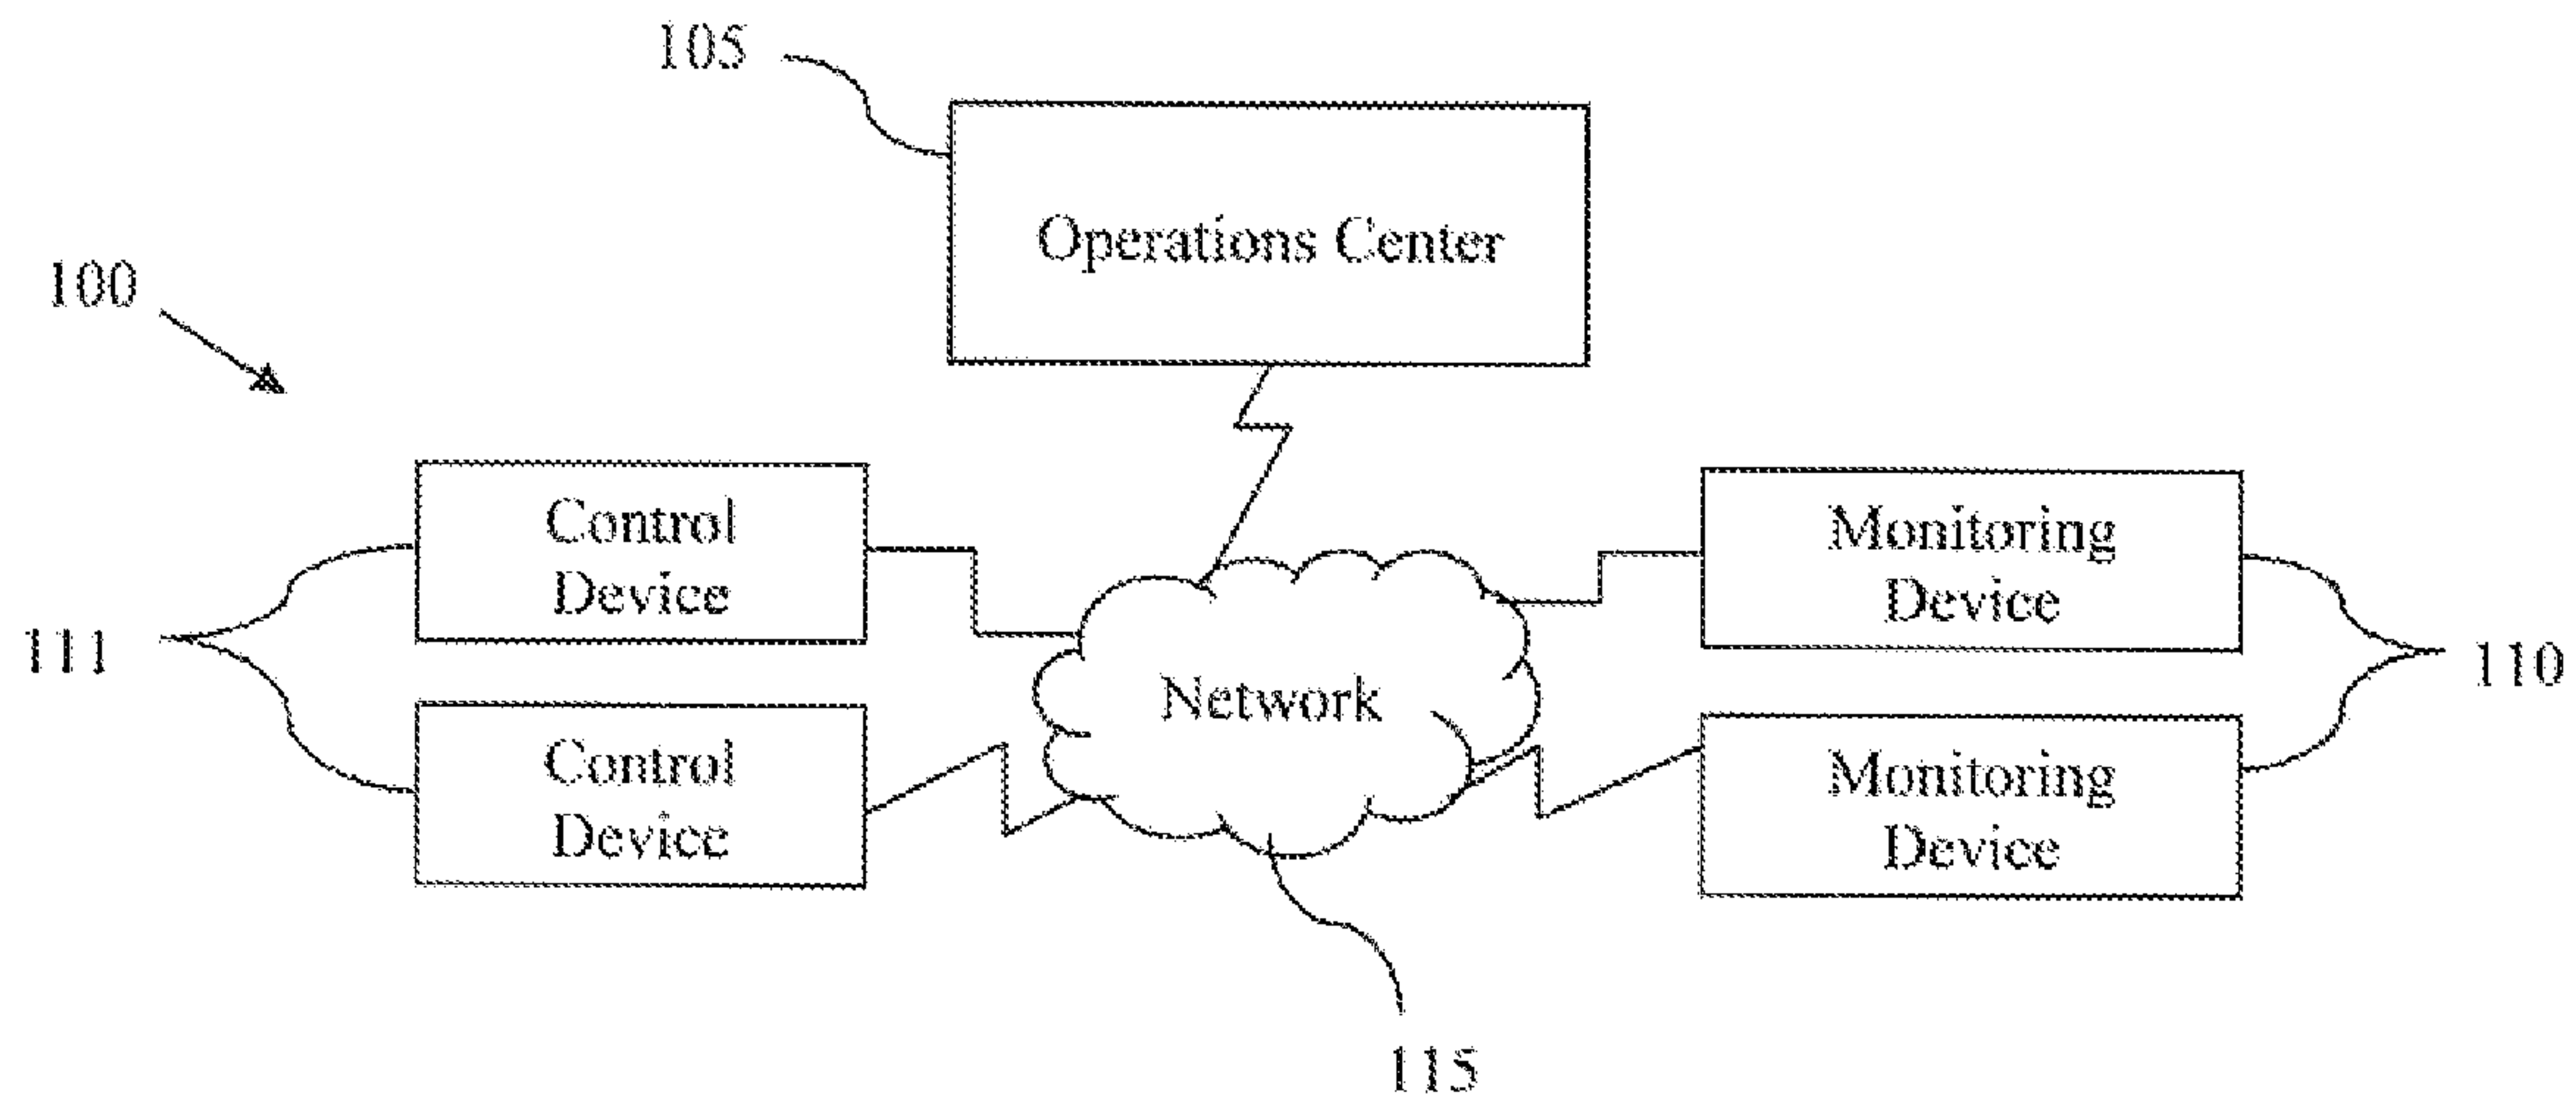 105
Operations Center
100
Control
Device
Monitoring
Device
111
Network
110
Control
Device
Monitoring
Device
115